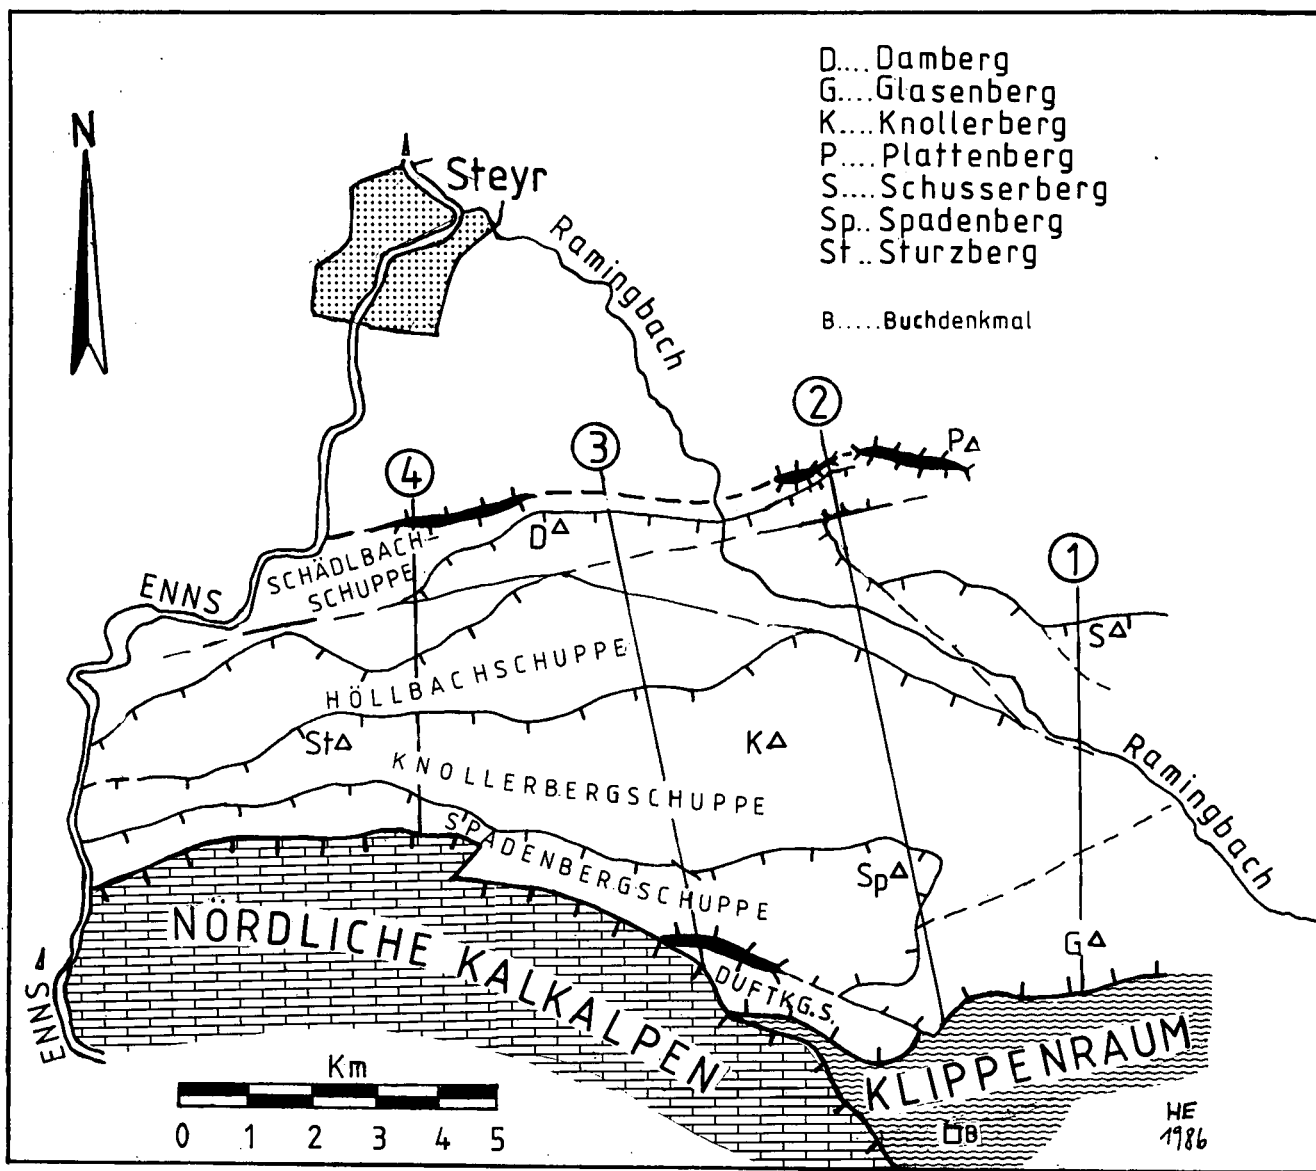 D....Damberg
G....Glasenberg
K....Knollerberg
P....Plattenberg
S....Schusserberg
Sp..Spadenberg
St..Sturzberg
B.....Buchdenkmal
N
Steyr
Ramingbach
2
P
3
4
D
1
SCHÄDLBACH-
SCHUPPE
ENNS
S
HÖLLBACHSCHUPPE
St
K
KNOLLERBERGSCHUPPE
Ramingbach
SPADENBERGSCHUPPE
Sp
G
NÖRDLICHE KALKALPEN
DUFTKG.S.
ENNS
KLIPPENRAUM
Km
0 1 2 3 4 5
B
HE
1986